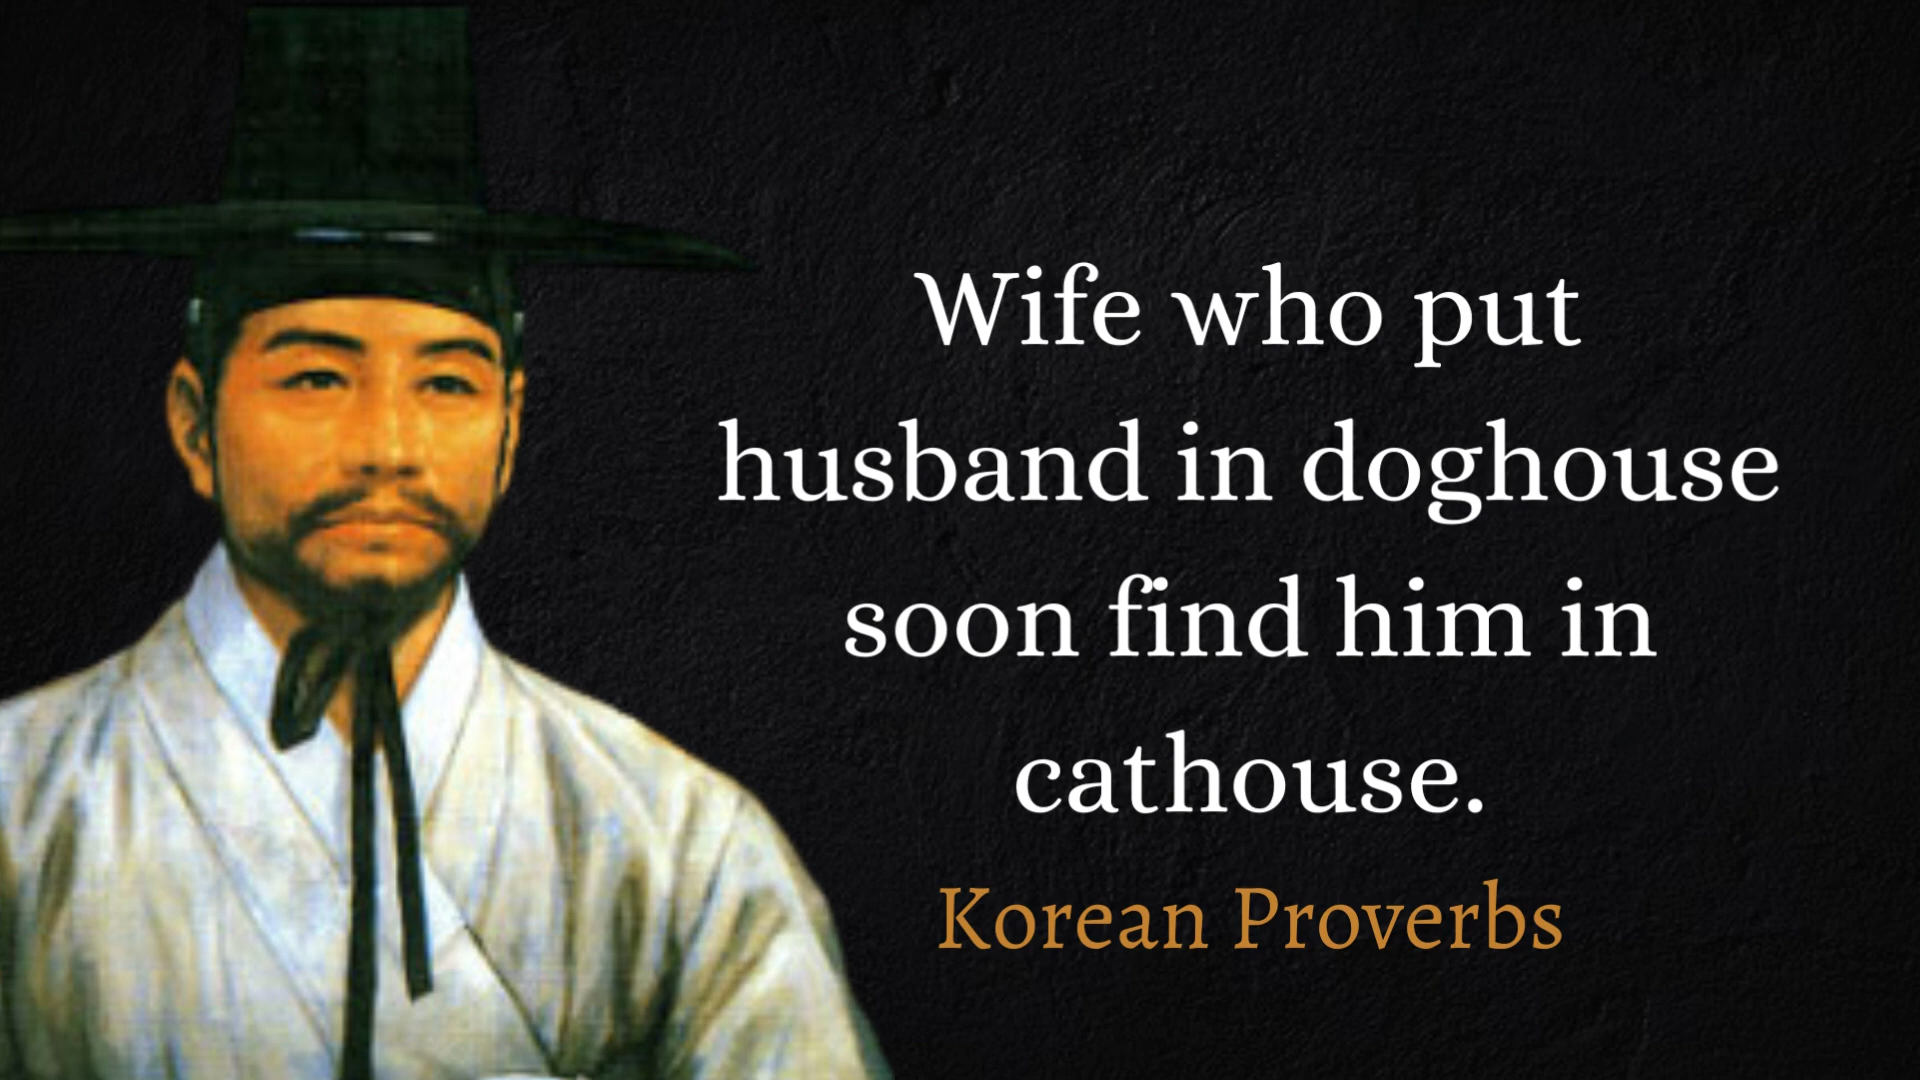 Wife who put
husband in doghouse
soon find him in
cathouse.
Korean Proverbs